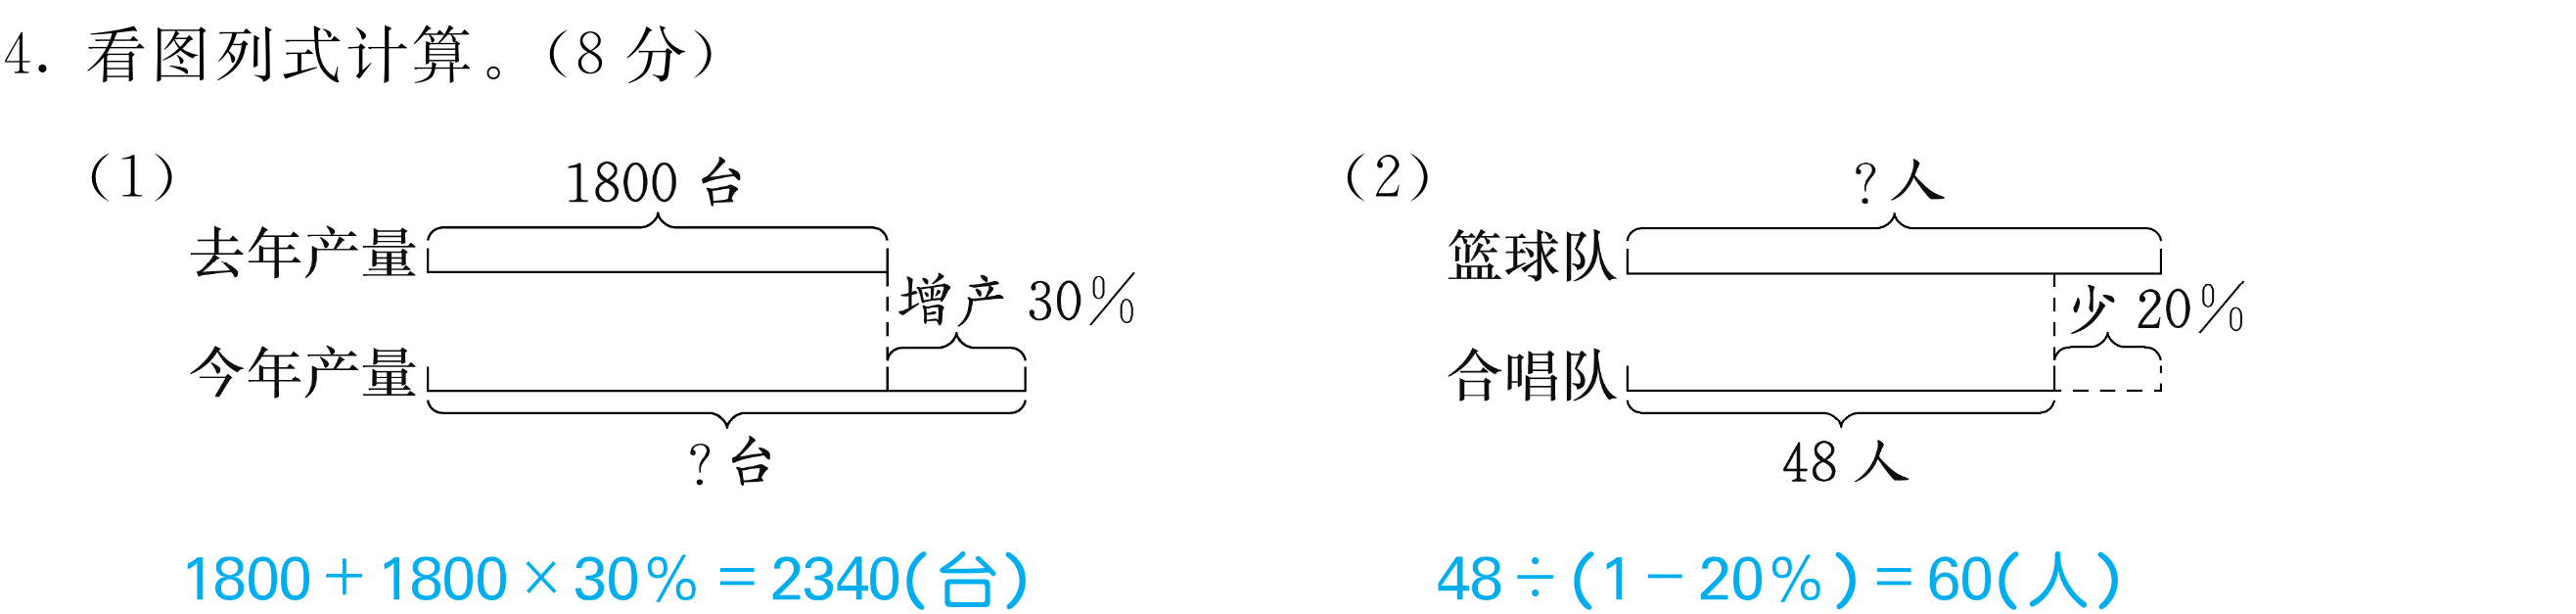 4. 看图列式计算。(8 分)
(1)
1800 台
去年产量
增产 30%
今年产量
? 台
1800+1800×30%=2340(台)
(2)
? 人
篮球队
少 20%
合唱队
48 人
48÷(1-20%)=60(人)